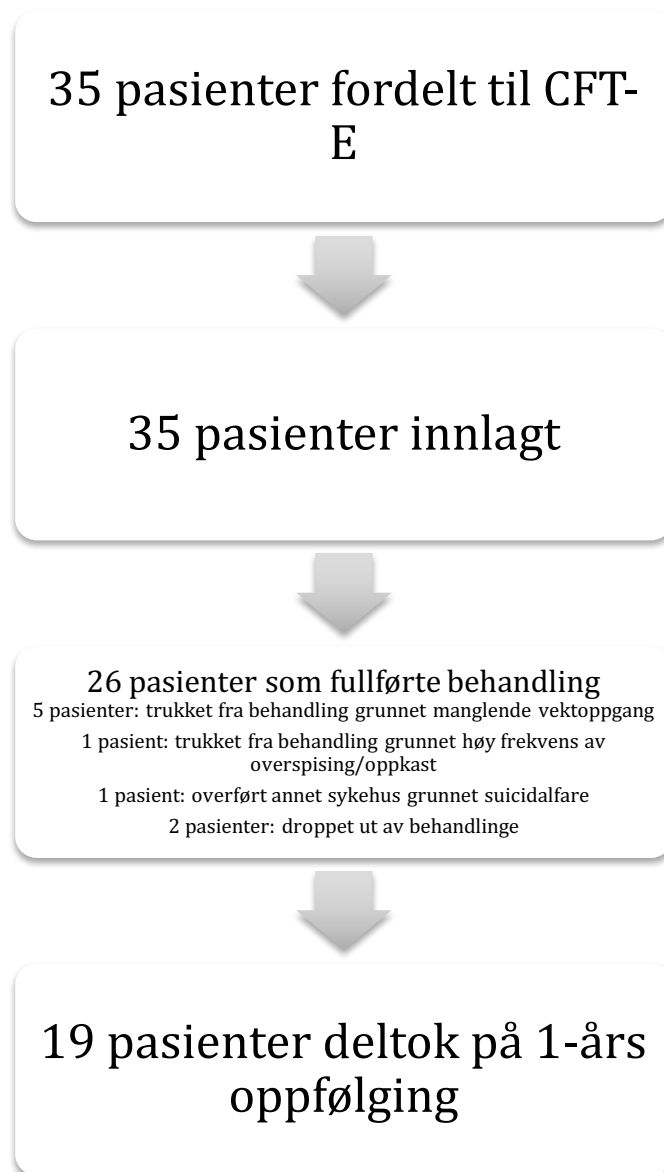 35 pasienter fordelt til CFT-
E
35 pasienter innlagt
26 pasienter som fullførte behandling
5 pasienter: trukket fra behandling grunnet manglende vektoppgang
1 pasient: trukket fra behandling grunnet høy frekvens av
overspising/oppkast
1 pasient: overført annet sykehus grunnet suicidalfare
2 pasienter: droppet ut av behandlinge
19 pasienter deltok på 1-års
oppfølging